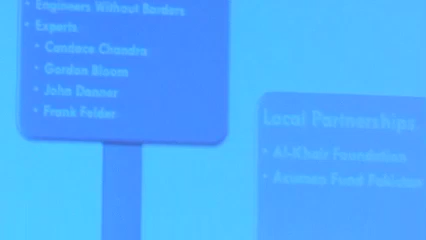 • Engineers Without Borders
• Experts
• Candace Chandra
• Gordon Bloom
• John Danner
• Frank Felder
Local Partnerships
• Al-Khair Foundation
• Acumen Fund Pakistan